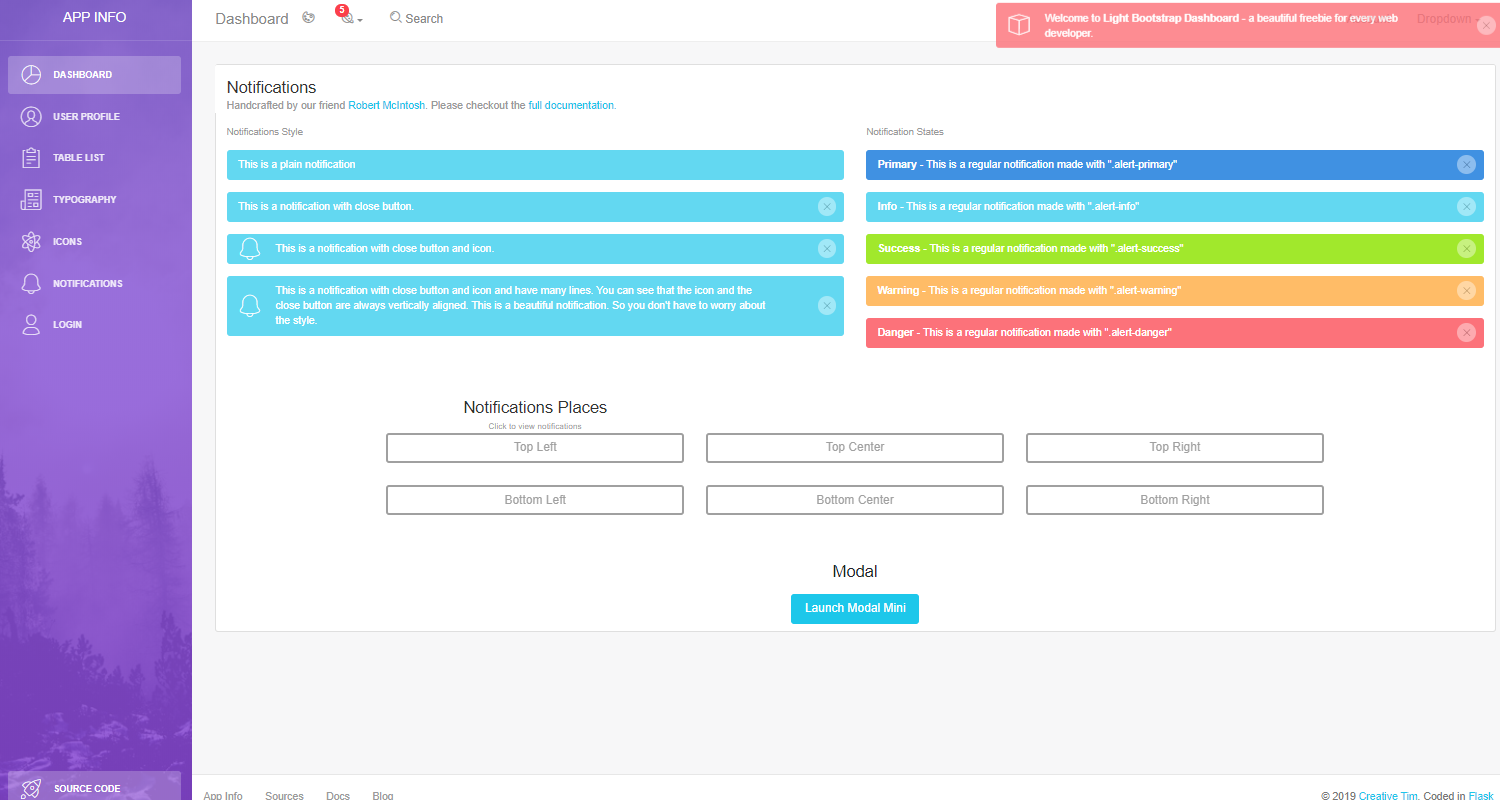 APP INFO
DASHBOARD
USER PROFILE
TABLE LIST
TYPOGRAPHY
ICONS
NOTIFICATIONS
LOGIN
SOURCE CODE
Dashboard
5
Search
Welcome to Light Bootstrap Dashboard - a beautiful freebie for every web
developer.
Dropdown
Notifications
Handcrafted by our friend Robert McIntosh. Please checkout the full documentation.
Notifications Style
This is a plain notification
This is a notification with close button.
This is a notification with close button and icon.
This is a notification with close button and icon and have many lines. You can see that the icon and the
close button are always vertically aligned. This is a beautiful notification. So you don't have to worry about
the style.
Notification States
Primary - This is a regular notification made with ".alert-primary"
Info - This is a regular notification made with ".alert-info"
Success - This is a regular notification made with ".alert-success"
Warning - This is a regular notification made with ".alert-warning"
Danger - This is a regular notification made with ".alert-danger"
Notifications Places
Click to view notifications
Top Left
Top Center
Top Right
Bottom Left
Bottom Center
Bottom Right
Modal
Launch Modal Mini
App Info
Sources
Docs
Blog
© 2019 Creative Tim. Coded in Flask